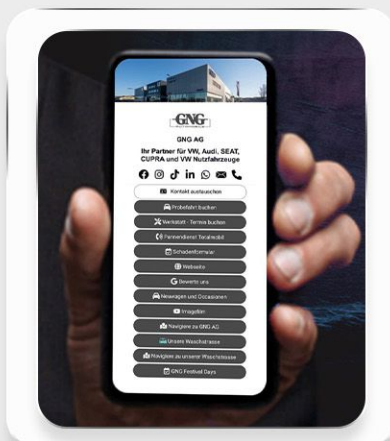 GNG
GNG AG
Ihr Partner für VW, Audi, SEAT,
CUPRA und VW Nutzfahrzeuge
Kontakt austauschen
Probefahrt buchen
Werkstatt - Termin buchen
Pannendienst Totalmobil
Schadenformular
Webseite
Bewerte uns
Neuwagen und Occasionen
Imagefilm
Navigiere zu GNG AG
Unsere Waschstrasse
Navigiere zu unserer Waschstrasse
GNG Festival Days